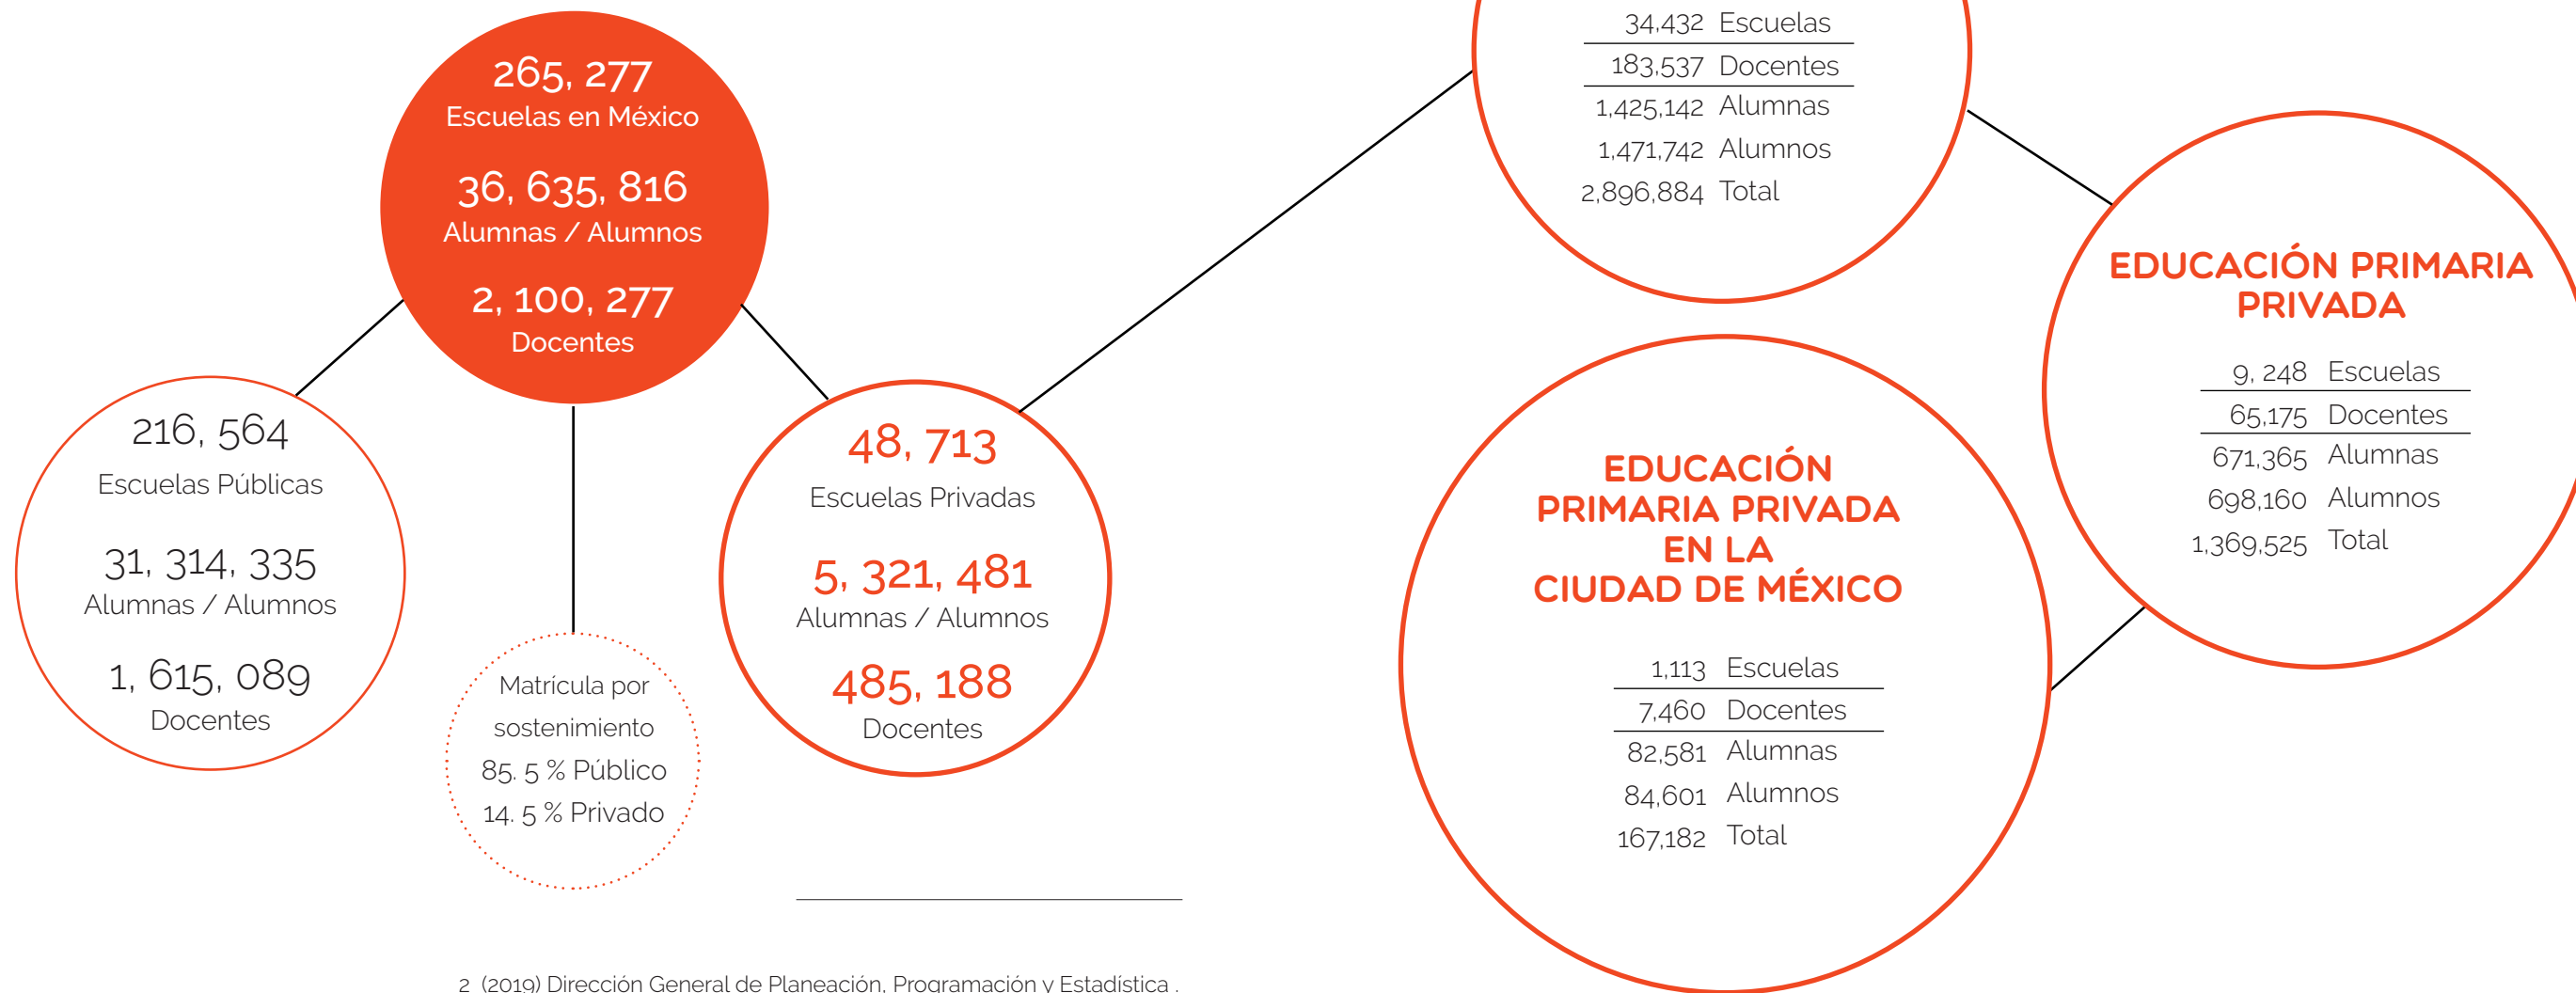 265, 277
Escuelas en México
36, 635, 816
Alumnas / Alumnos
2, 100, 277
Docentes
216, 564
Escuelas Públicas
31, 314, 335
Alumnas / Alumnos
1, 615, 089
Docentes
Matrícula por
sostenimiento
85. 5 % Público
14. 5 % Privado
48, 713
Escuelas Privadas
5, 321, 481
Alumnas / Alumnos
485, 188
Docentes
2 (2019) Dirección General de Planeación, Programación y Estadística .
34,432 Escuelas
183,537 Docentes
1,425,142 Alumnas
1,471,742 Alumnos
2,896,884 Total
EDUCACIÓN PRIMARIA
PRIVADA
9, 248 Escuelas
65,175 Docentes
671,365 Alumnas
698,160 Alumnos
1,369,525 Total
EDUCACIÓN
PRIMARIA PRIVADA
EN LA
CIUDAD DE MÉXICO
1,113 Escuelas
7,460 Docentes
82,581 Alumnas
84,601 Alumnos
167,182 Total